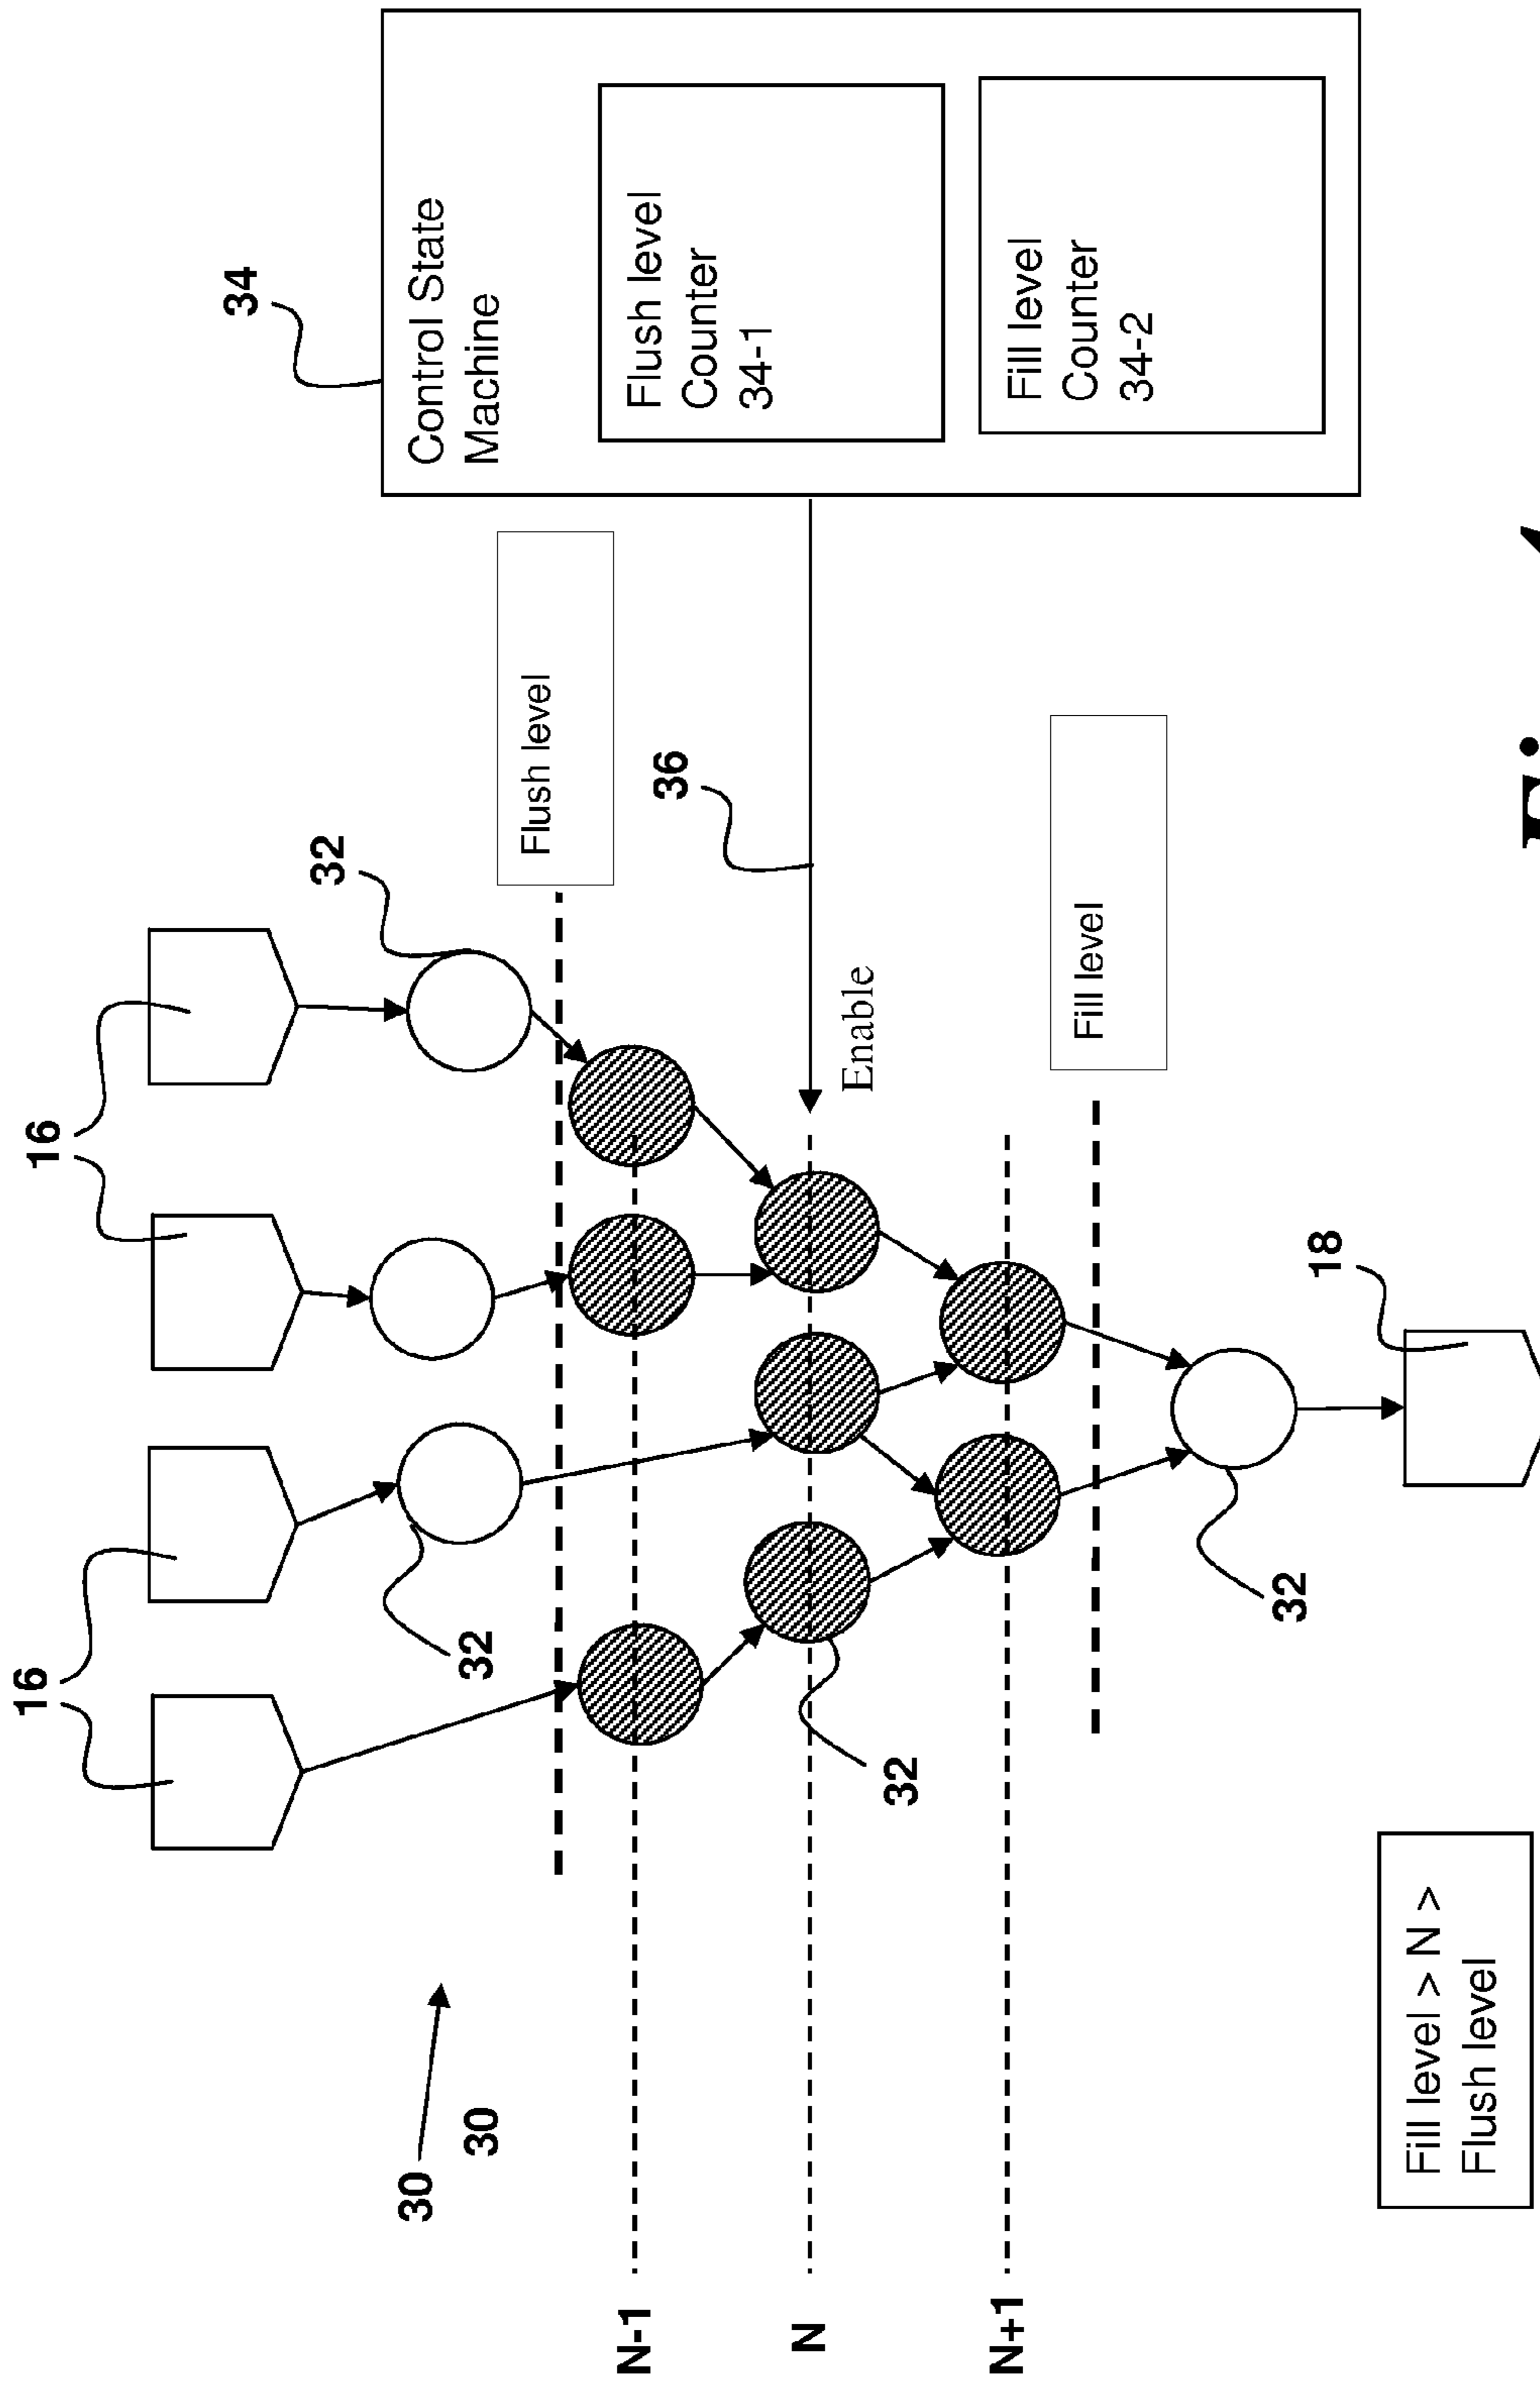 16
16
34
32
30
30
Control State
Machine
32
Flush level
N-1
Flush level
Counter
34-1
36
N
Enable
32
N+1
Fill level
Fill level
Counter
34-2
32
18
Fill level > N >
Flush level